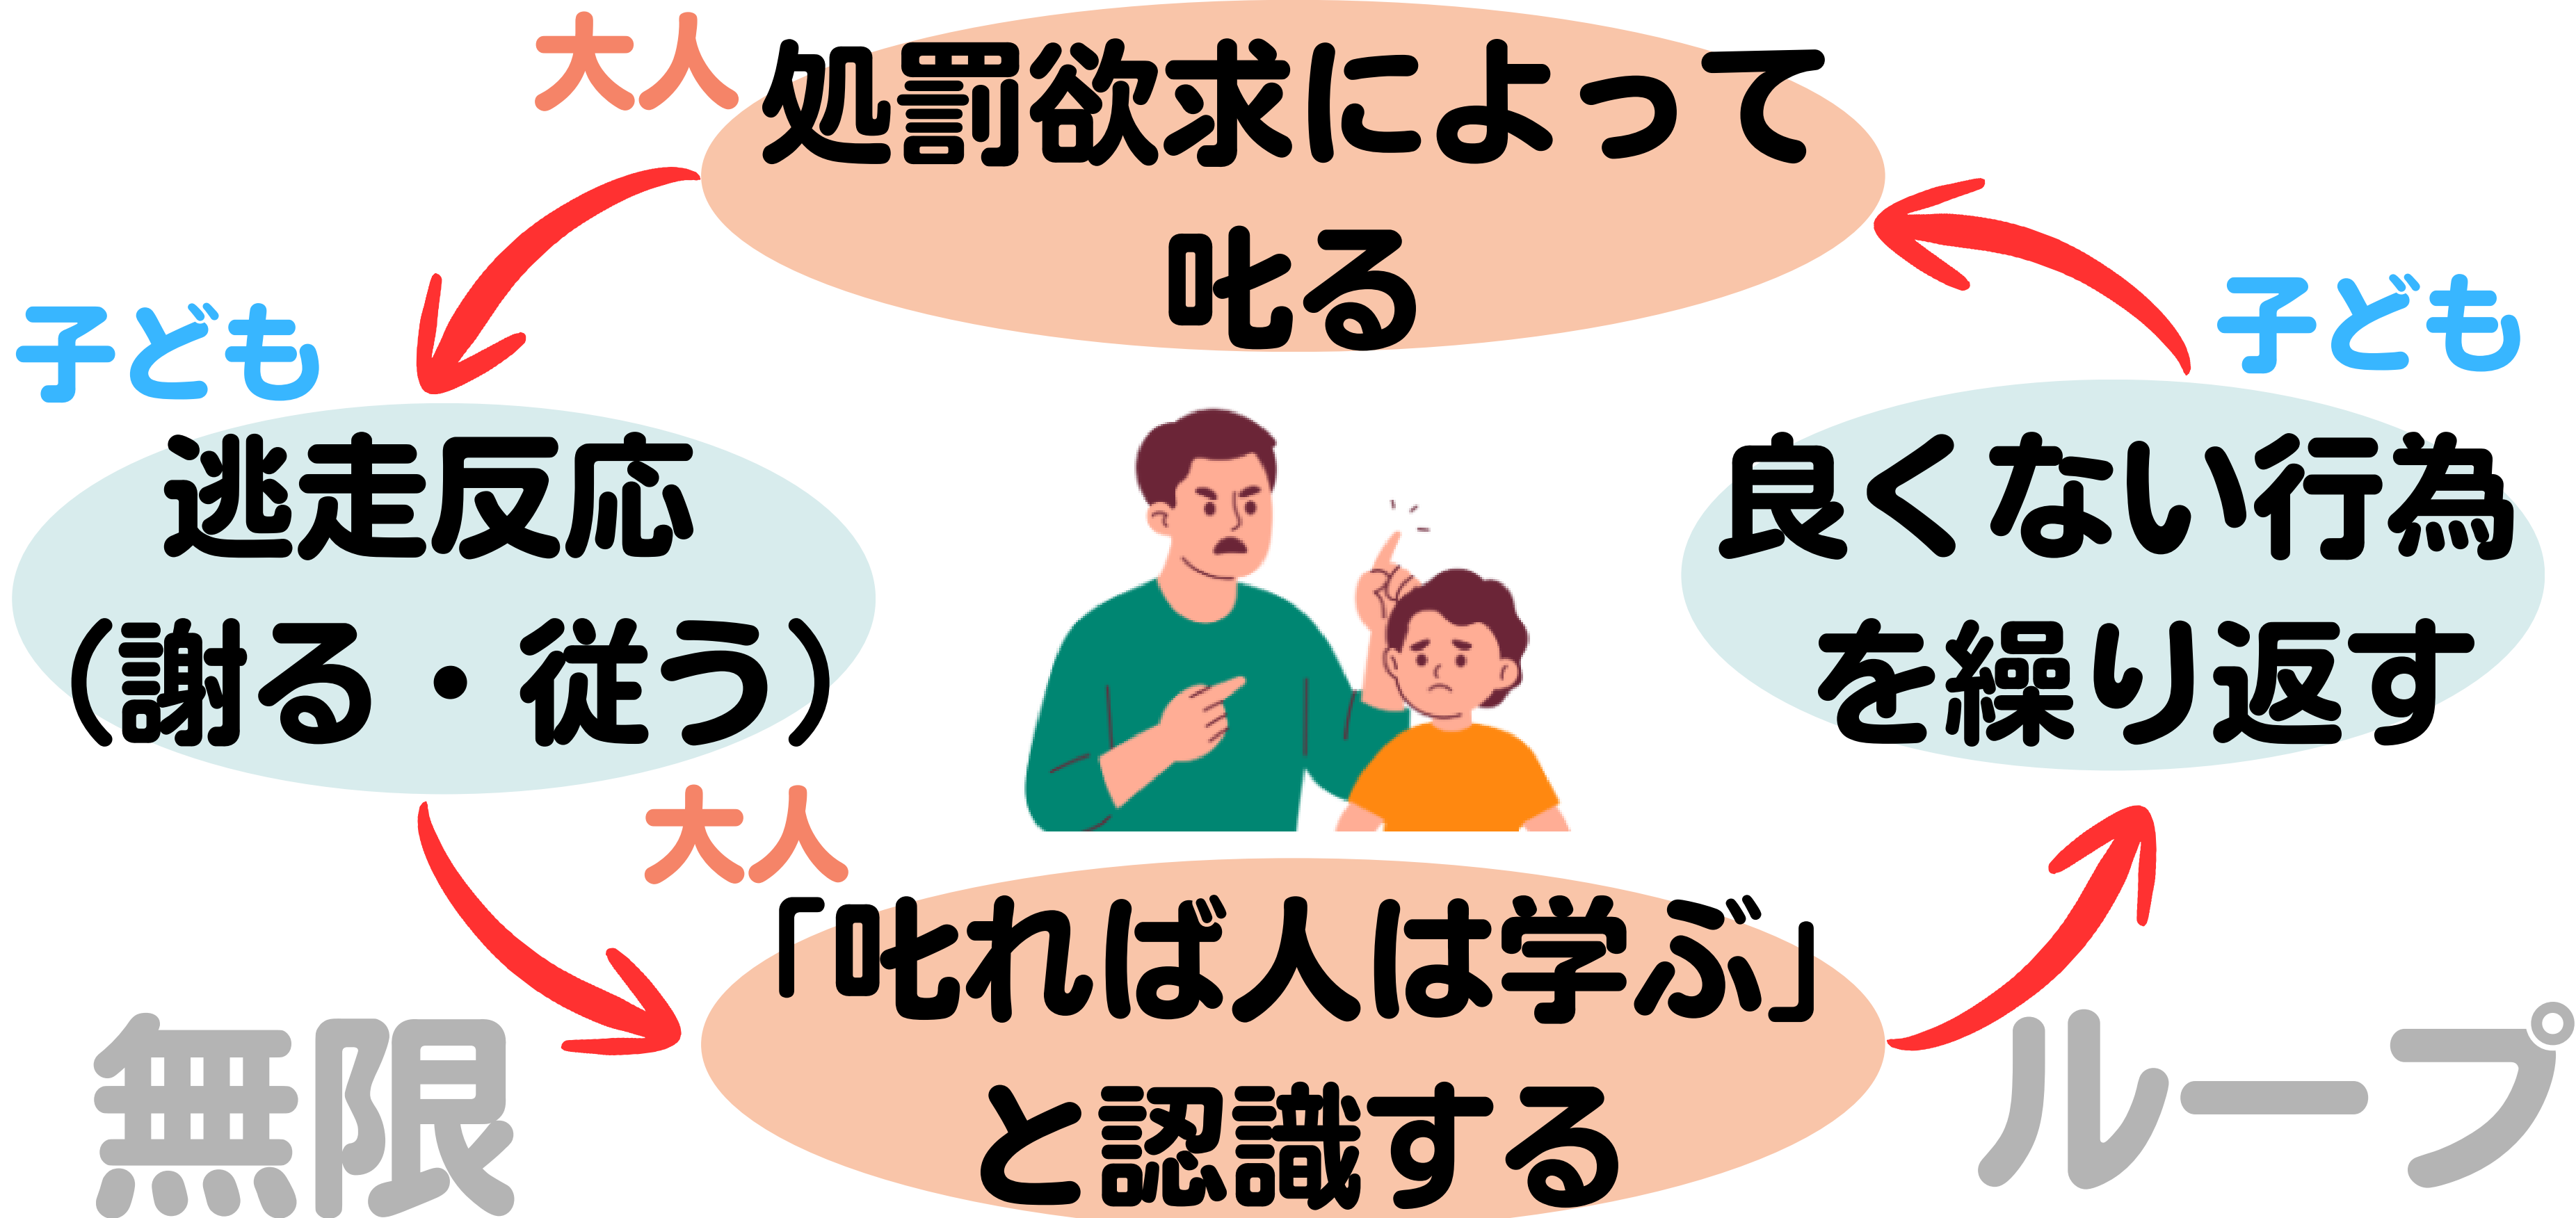 大人
処罰欲求によって
叱る
子ども
逃走反応
（謝る・従う）
大人
「叱れば人は学ぶ」
と認識する
子ども
良くない行為
を繰り返す
無限
ループ